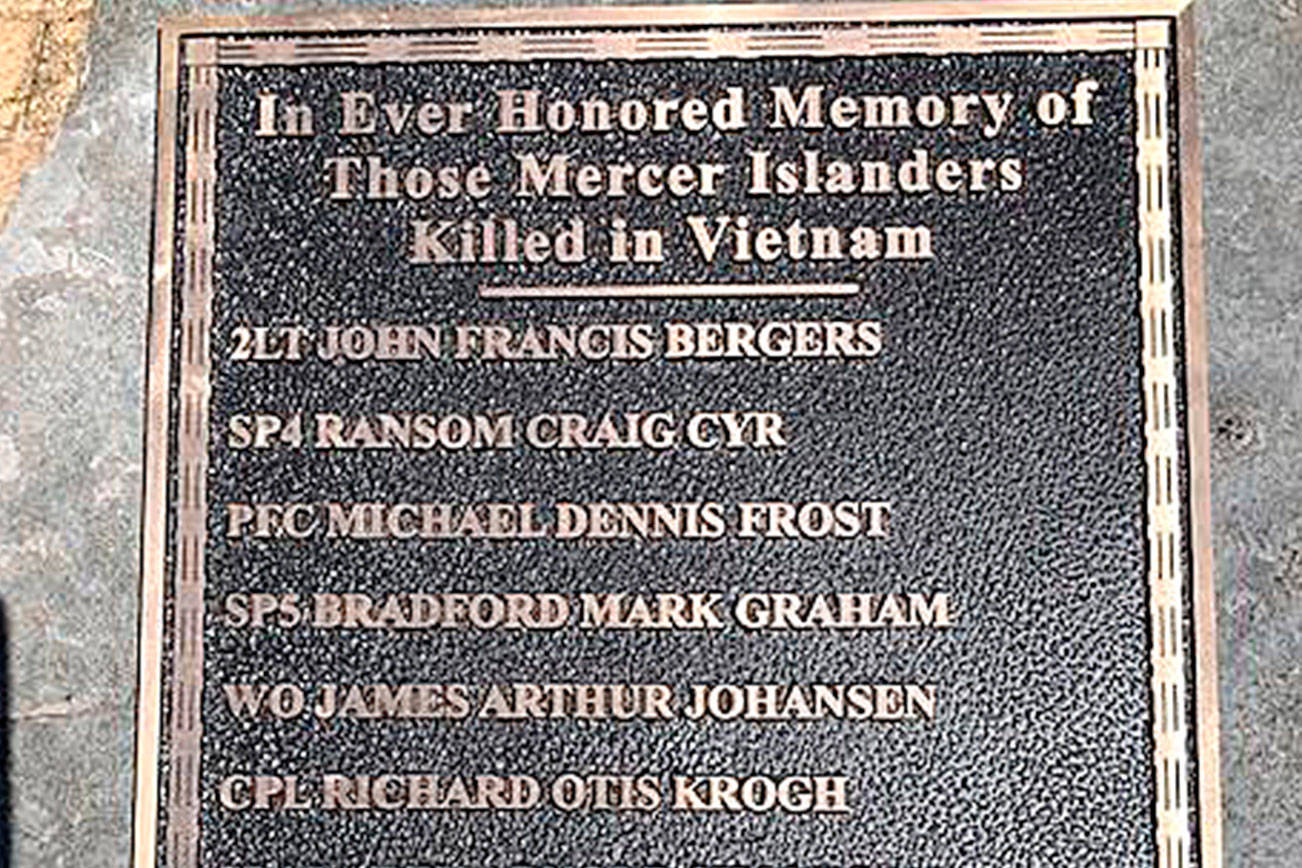 In Ever Honored Memory of
Those Mercer Islanders
Killed in Vietnam
2LT JOHN FRANCIS BERGERS
SP4 RANSOM CRAIG CYR
PFC MICHAEL DENNIS FROST
SP5 BRADFORD MARK GRAHAM
WO JAMES ARTHUR JOHANSEN
CPL RICHARD OTIS KROGH